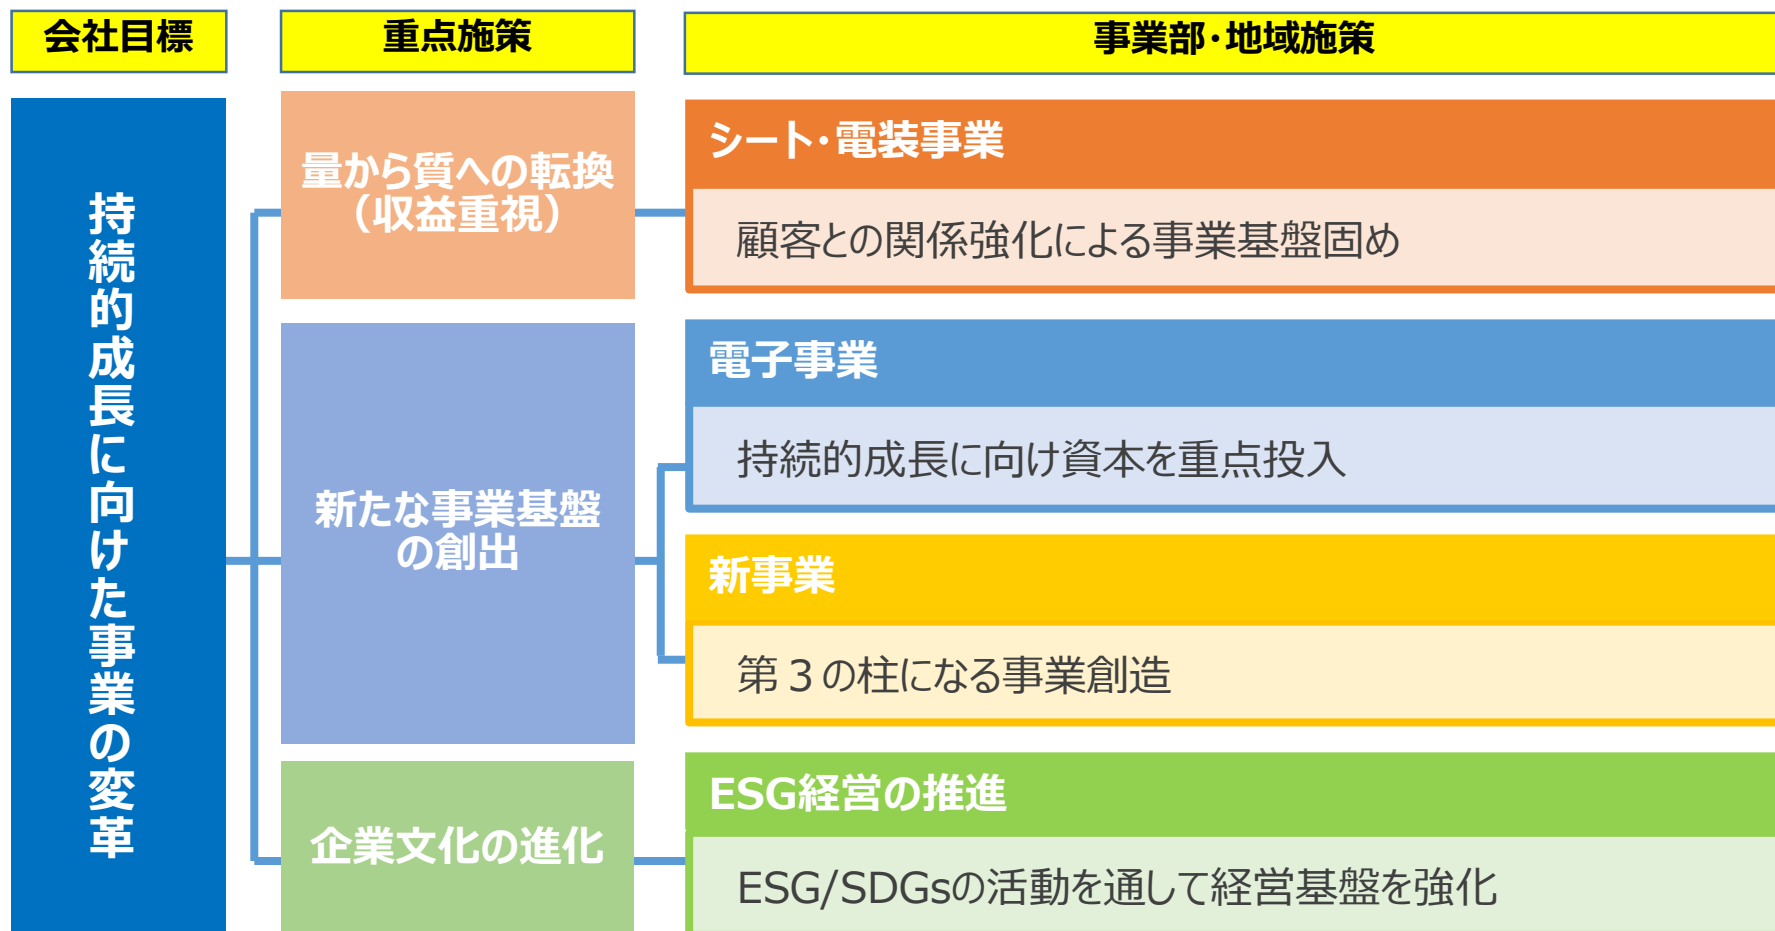 会社目標
重点施策
事業部・地域施策
持続的成長に向けた事業の変革
量から質への転換
（収益重視）
シート・電装事業
顧客との関係強化による事業基盤固め
新たな事業基盤
の創出
電子事業
持続的成長に向け資本を重点投入
新事業
第３の柱になる事業創造
企業文化の進化
ESG経営の推進
ESG/SDGsの活動を通して経営基盤を強化